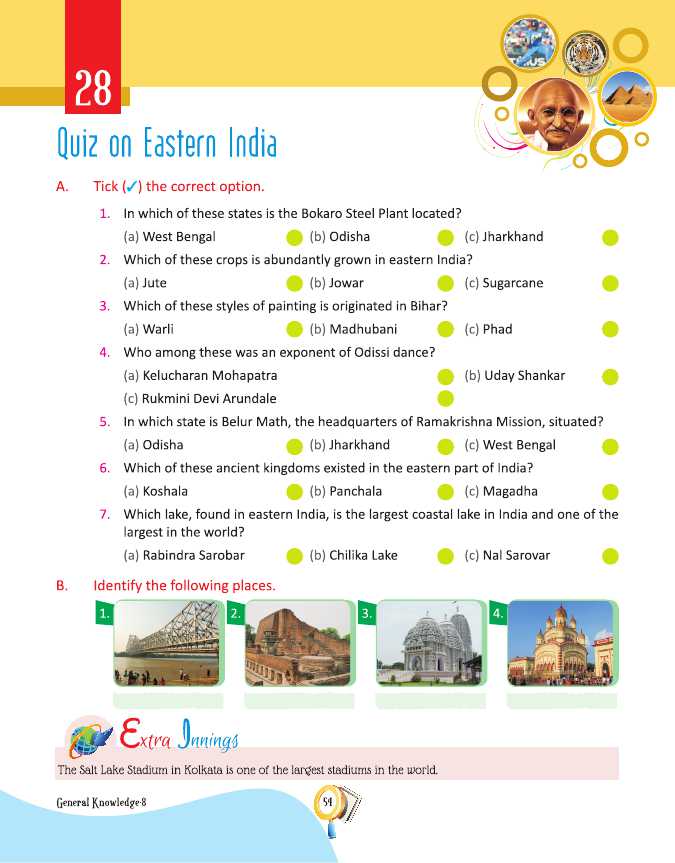 28
Quiz on Eastern India
A. Tick (✓) the correct option.
1. In which of these states is the Bokaro Steel Plant located?
(a) West Bengal (b) Odisha (c) Jharkhand
2. Which of these crops is abundantly grown in eastern India?
(a) Jute (b) Jowar (c) Sugarcane
3. Which of these styles of painting is originated in Bihar?
(a) Warli (b) Madhubani (c) Phad
4. Who among these was an exponent of Odissi dance?
(a) Kelucharan Mohapatra (b) Uday Shankar
(c) Rukmini Devi Arundale
5. In which state is Belur Math, the headquarters of Ramakrishna Mission, situated?
(a) Odisha (b) Jharkhand (c) West Bengal
6. Which of these ancient kingdoms existed in the eastern part of India?
(a) Koshala (b) Panchala (c) Magadha
7. Which lake, found in eastern India, is the largest coastal lake in India and one of the
largest in the world?
(a) Rabindra Sarobar (b) Chilika Lake (c) Nal Sarovar
B. Identify the following places.
1. 2. 3. 4.
Extra Innings
The Salt Lake Stadium in Kolkata is one of the largest stadiums in the world.
General Knowledge-8 54